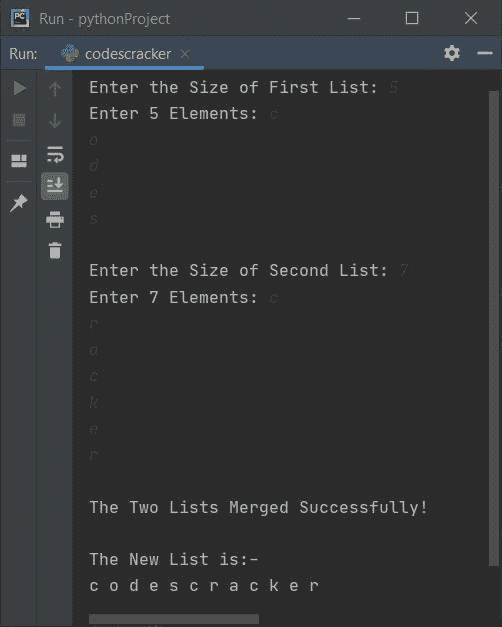 PC Run - pythonProject
Run: codescracker
Enter the Size of First List: 5
Enter 5 Elements: c
o
d
e
s
Enter the Size of Second List: 7
Enter 7 Elements: c
r
a
c
k
e
r
The Two Lists Merged Successfully!
The New List is:-
c o d e s c r a c k e r